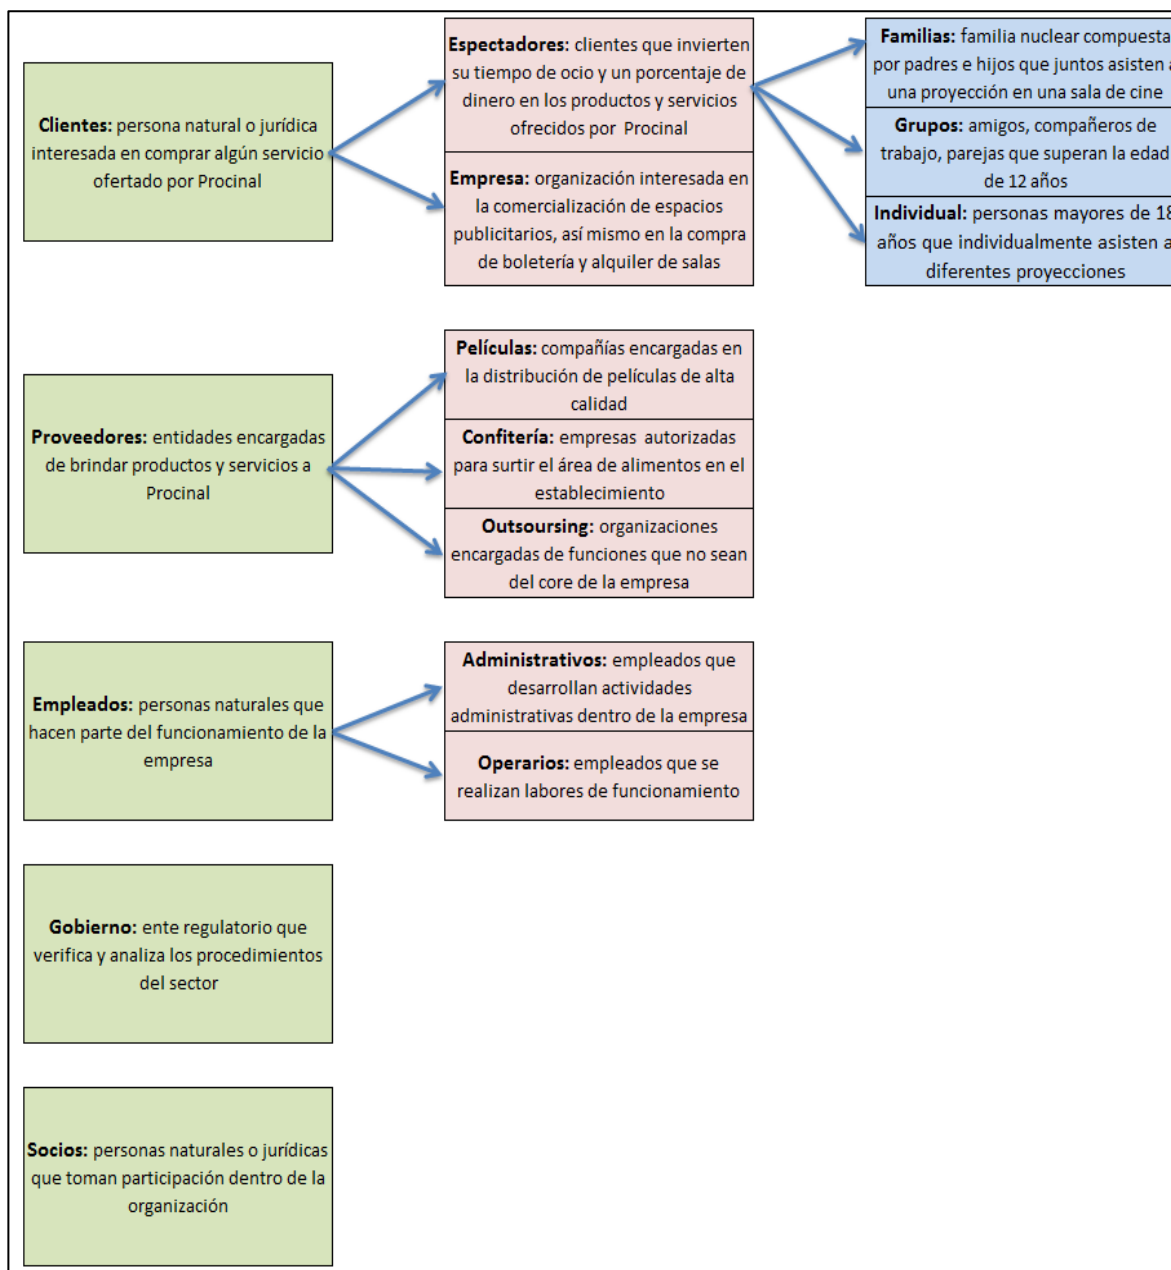 Clientes: persona natural o jurídica
interesada en comprar algún servicio
ofertado por Procinal
Espectadores: clientes que invierten
su tiempo de ocio y un porcentaje de
dinero en los productos y servicios
ofrecidos por Procinal
Empresa: organización interesada en
la comercialización de espacios
publicitarios, así mismo en la compra
de boletería y alquiler de salas
Familias: familia nuclear compuesta
por padres e hijos que juntos asisten a
una proyección en una sala de cine
Grupos: amigos, compañeros de
trabajo, parejas que superan la edad
de 12 años
Individual: personas mayores de 18
años que individualmente asisten a
diferentes proyecciones
Proveedores: entidades encargadas
de brindar productos y servicios a
Procinal
Películas: compañías encargadas en
la distribución de películas de alta
calidad
Confitería: empresas autorizadas
para surtir el área de alimentos en el
establecimiento
Outsoursing: organizaciones
encargadas de funciones que no sean
del core de la empresa
Empleados: personas naturales que
hacen parte del funcionamiento de la
empresa
Administrativos: empleados que
desarrollan actividades
administrativas dentro de la empresa
Operarios: empleados que se
realizan labores de funcionamiento
Gobierno: ente regulatorio que
verifica y analiza los procedimientos
del sector
Socios: personas naturales o jurídicas
que toman participación dentro de la
organización